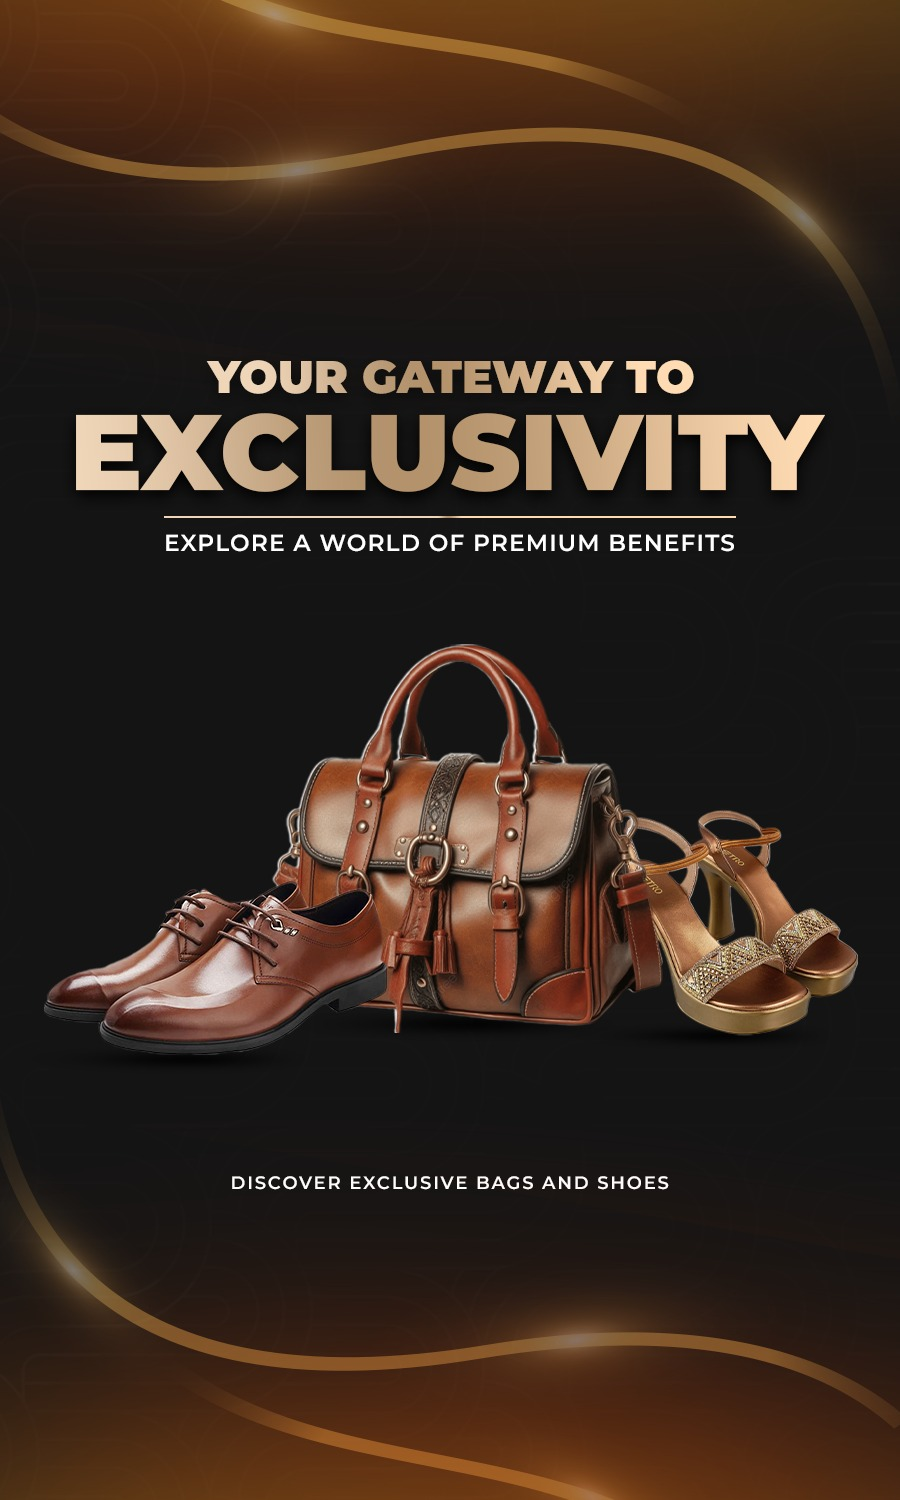 YOUR GATEWAY TO
EXCLUSIVITY
EXPLORE A WORLD OF PREMIUM BENEFITS
DISCOVER EXCLUSIVE BAGS AND SHOES